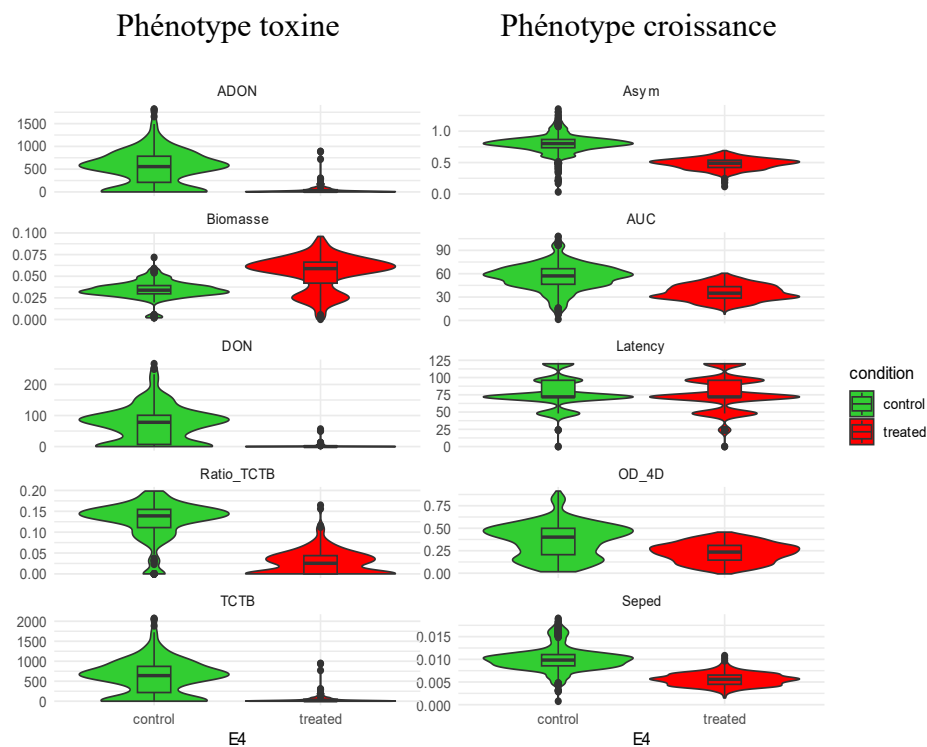 Phénotype toxine
Phénotype croissance
ADON
1500
1000
500
0
Biomasse
0.100
0.075
0.050
0.025
0.000
DON
200
100
0
Ratio_TCTB
0.20
0.15
0.10
0.05
0.00
TCTB
2000
1500
1000
500
0
control treated
E4
Asym
1.0
0.5
0.0
AUC
90
60
30
0
Latency
125
100
75
50
25
0
OD_4D
0.75
0.50
0.25
0.00
Seped
0.015
0.010
0.005
0.000
control treated
E4
condition
control
treated